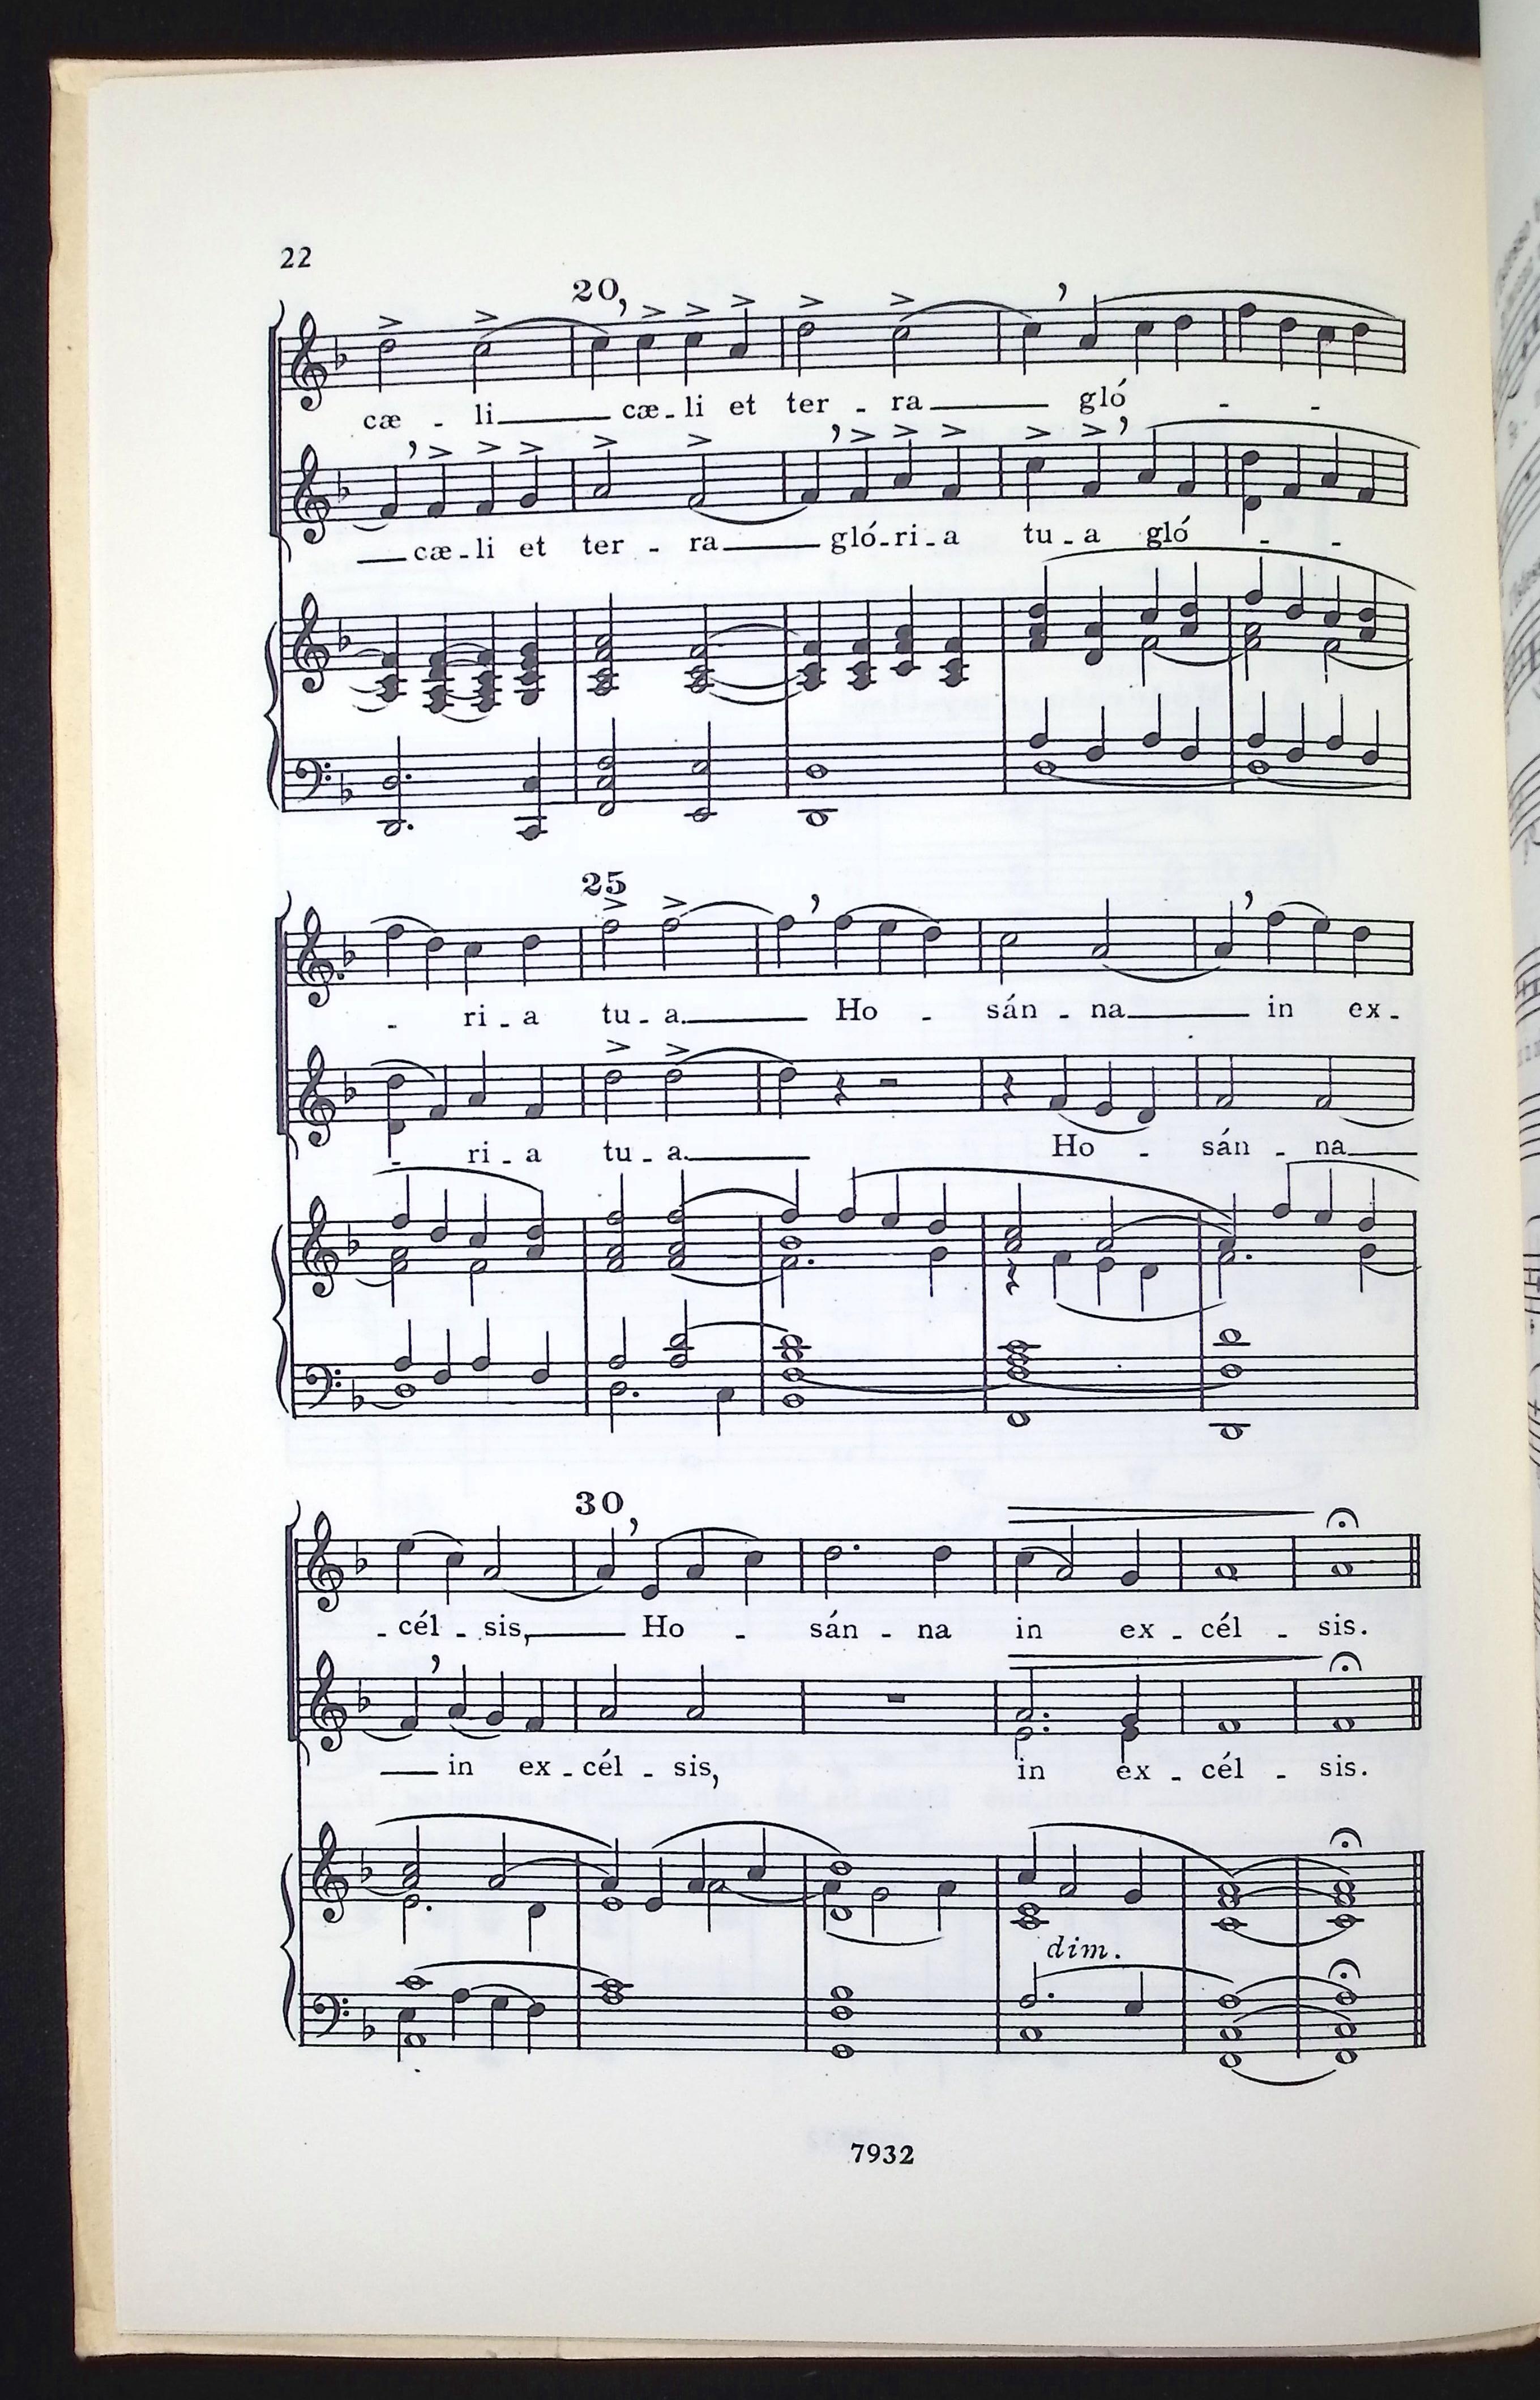 22
20
cæ - li cæ - li et ter - ra gló - -
cæ - li et ter - ra gló - ri - a tu - a gló - -
25
- ri - a tu - a Ho - sán - na in ex -
- ri - a tu - a Ho - sán - na
30
- cél - sis, Ho - sán - na in ex - cél - sis.
in ex - cél - sis, in ex - cél - sis.
dim.
7932